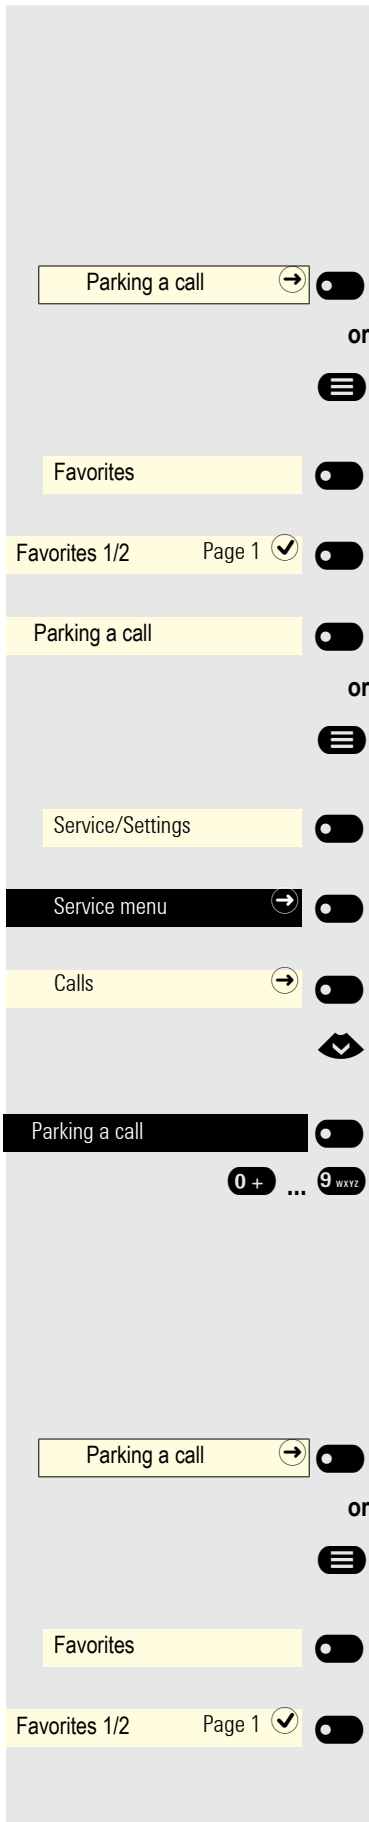 Parking a call
or
Favorites
Favorites 1/2 Page 1
Parking a call
or
Service/Settings
Service menu
Calls
Parking a call
0 + ... 9 WXYZ
Parking a call
or
Favorites
Favorites 1/2 Page 1